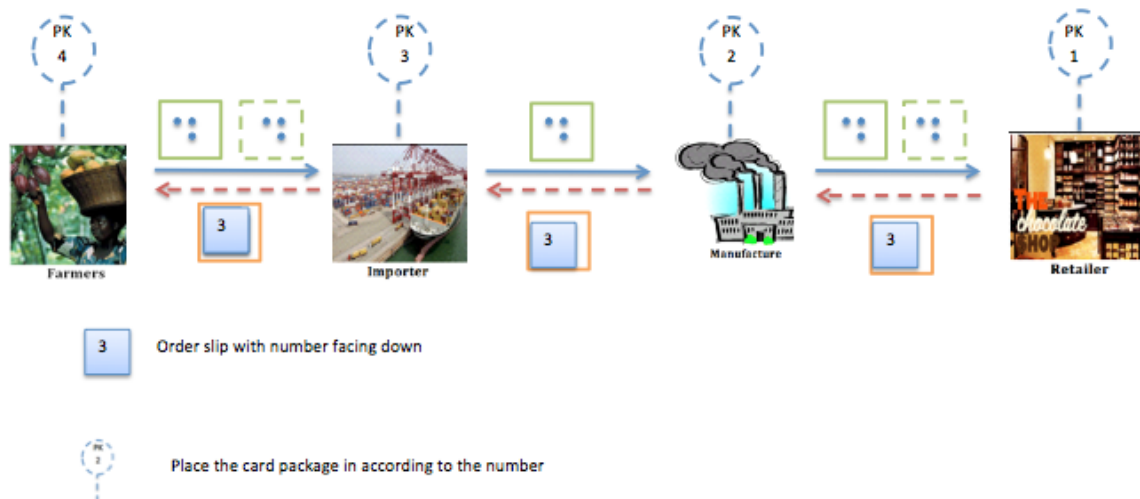 PK
4
PK
3
PK
2
PK
1
3
3
3
Farmers
Importer
Manufacture
THE
chocolate
SHOP
Retailer
3
Order slip with number facing down
PK
2
Place the card package in according to the number